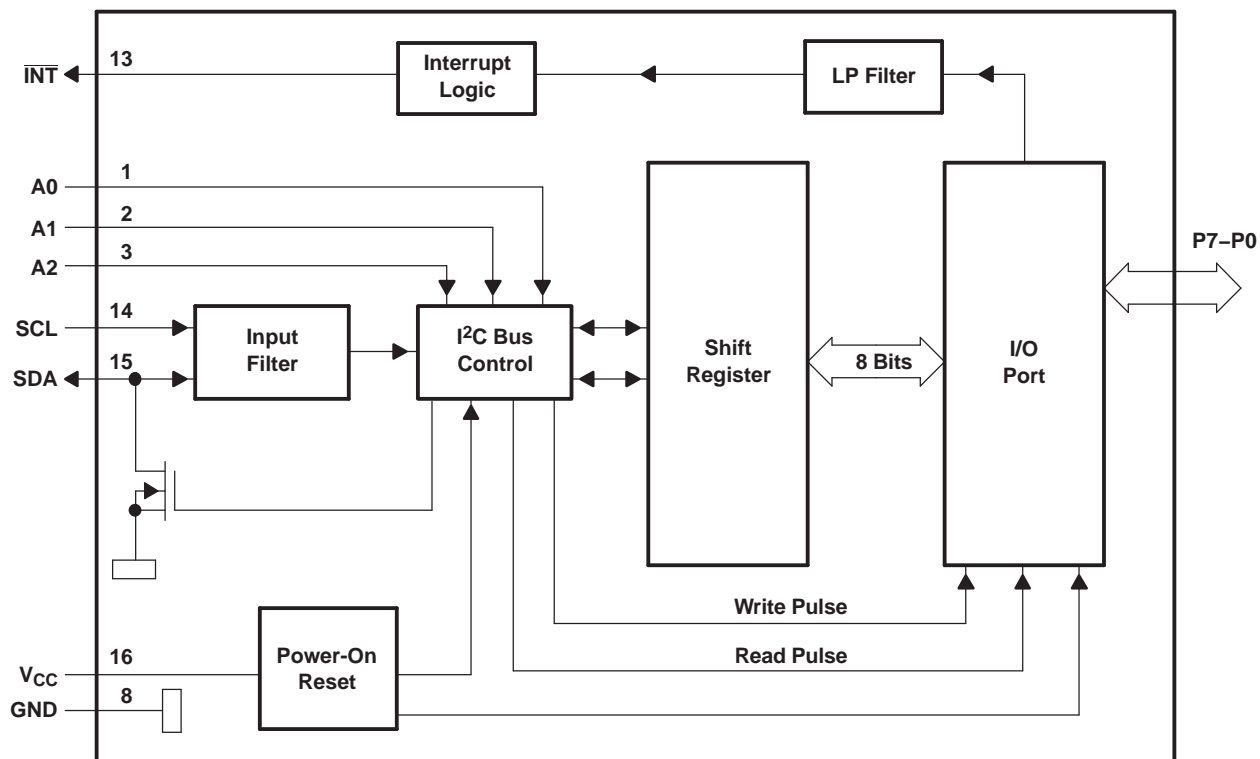 INT
13
Interrupt
Logic
LP Filter
A0
1
A1
2
A2
3
SCL
14
SDA
15
Input
Filter
I²C Bus
Control
Shift
Register
8 Bits
I/O
Port
P7–P0
Write Pulse
Read Pulse
Power-On
Reset
VCC
16
GND
8